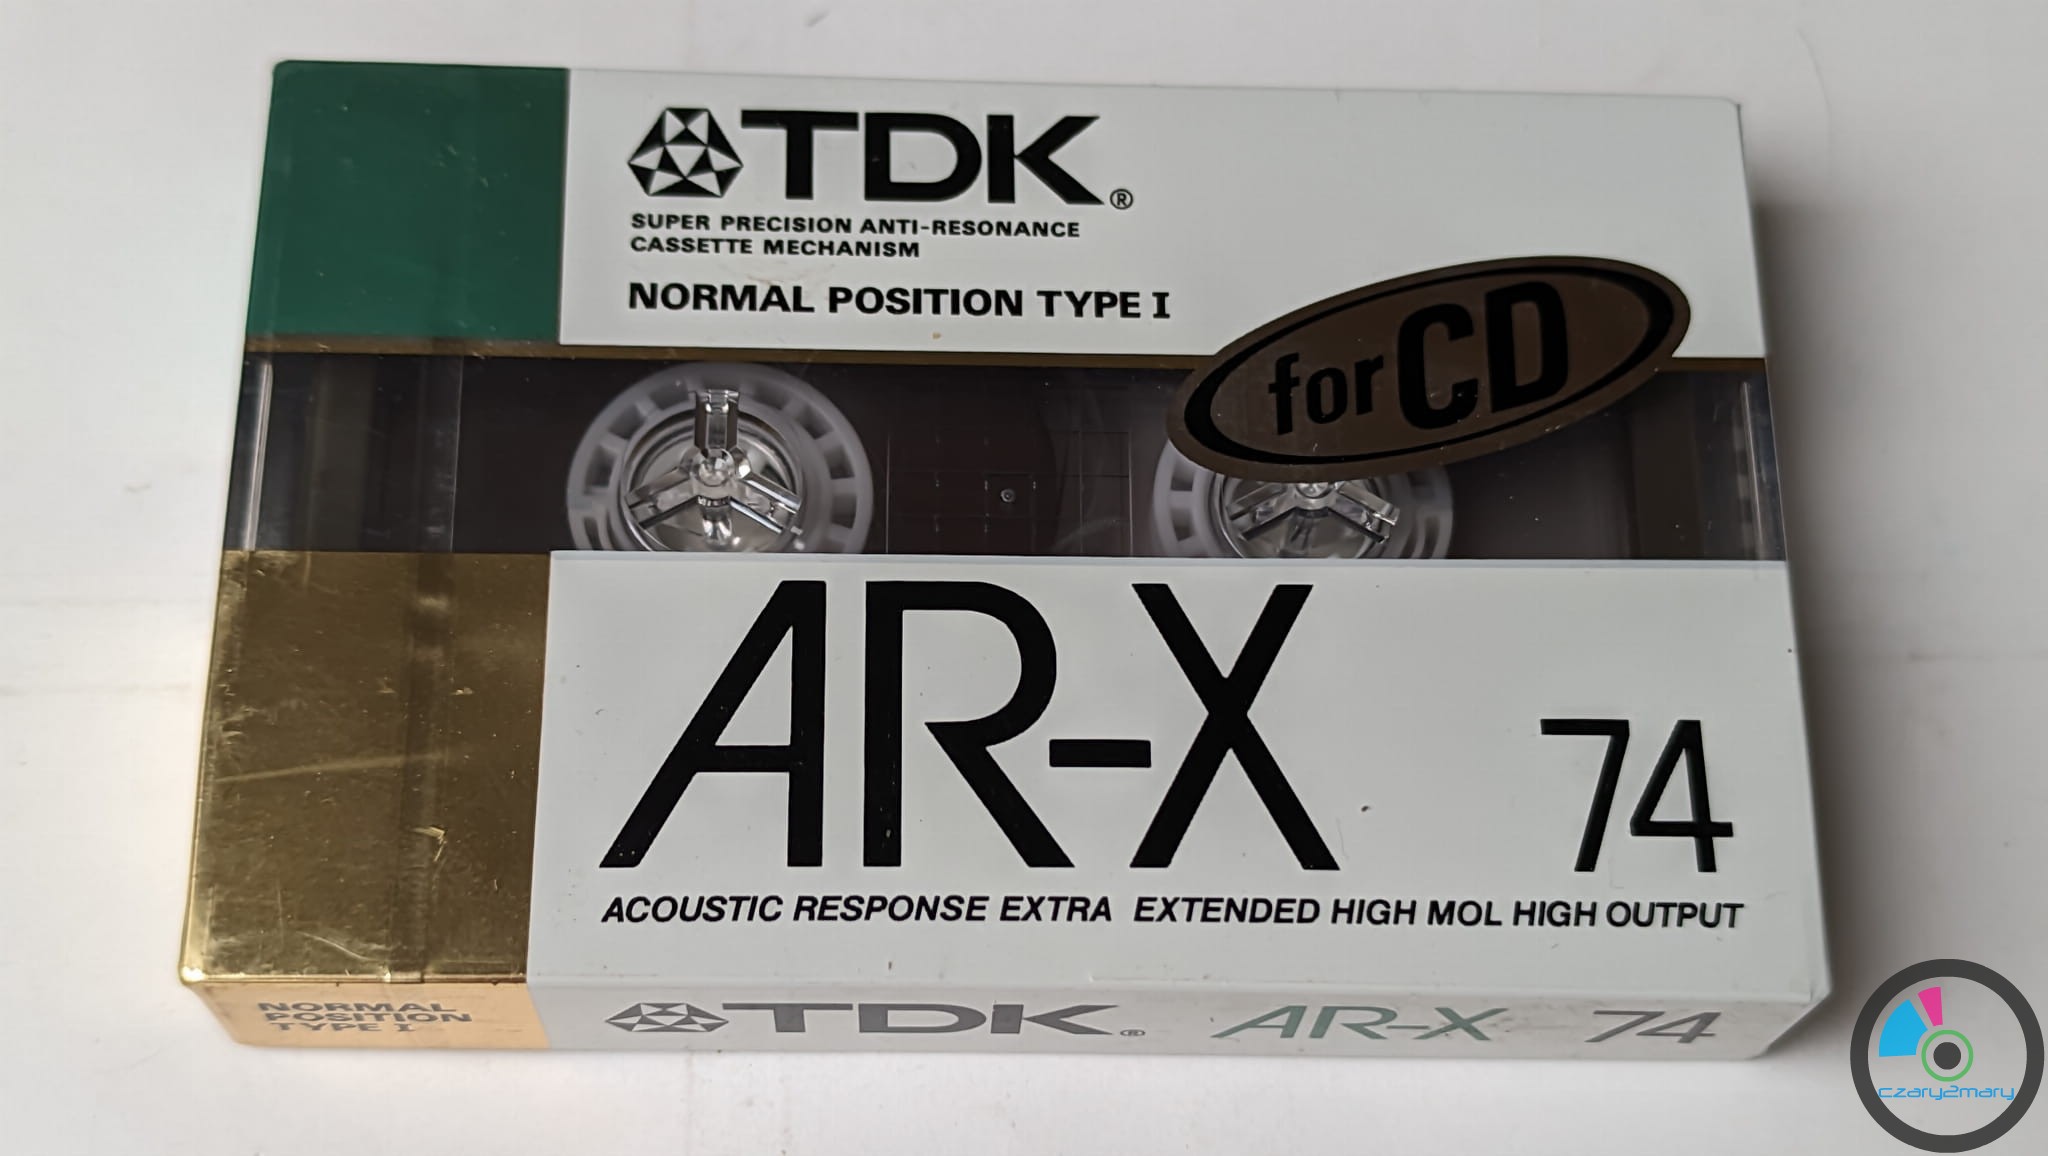 TDK®
SUPER PRECISION ANTI-RESONANCE
CASSETTE MECHANISM
NORMAL POSITION TYPE I
for CD
AR-X 74
ACOUSTIC RESPONSE EXTRA EXTENDED HIGH MOL HIGH OUTPUT
NORMAL
POSITION
TYPE I
TDK® AR-X 74
czary2mary